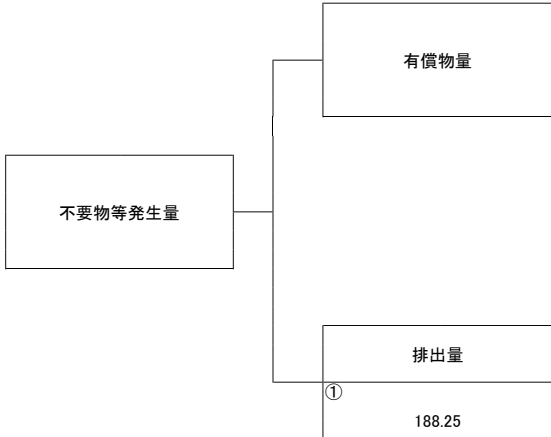 有償物量
不要物等発生量
排出量
①
188.25